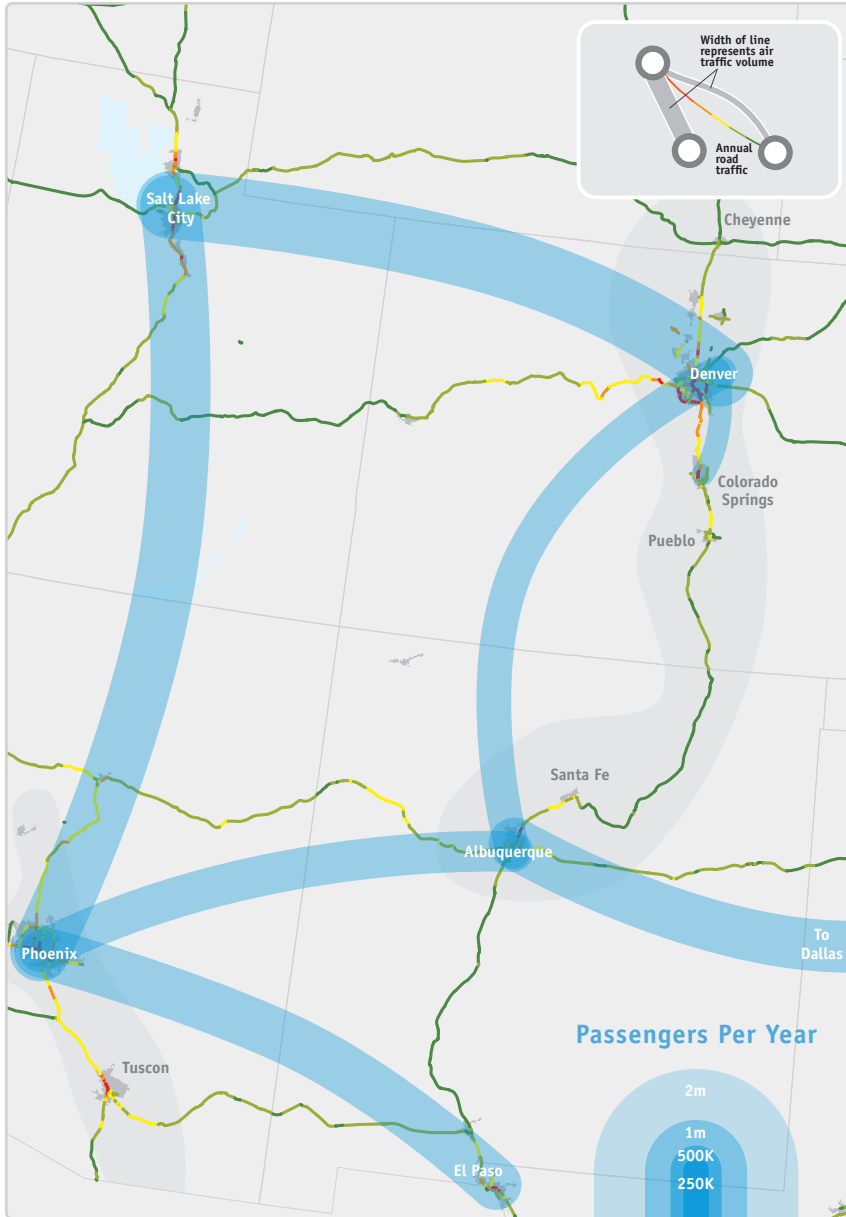 Width of line
represents air
traffic volume
Annual
road
traffic
Salt Lake
City
Cheyenne
Denver
Colorado
Springs
Pueblo
Santa Fe
Albuquerque
Phoenix
To
Dallas
Tuscon
El Paso
Passengers Per Year
2m
1m
500K
250K